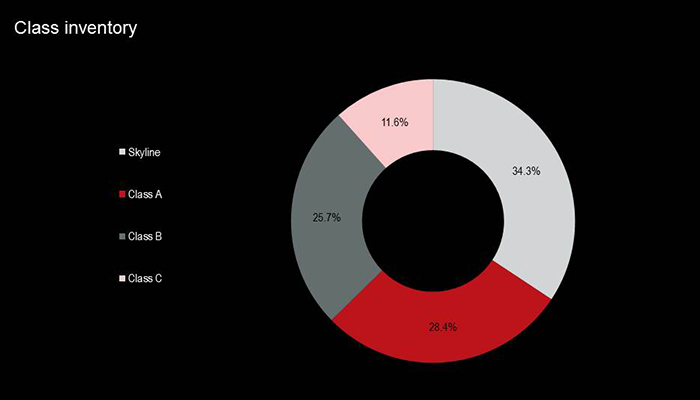 Class inventory
Skyline
Class A
Class B
Class C
11.6%
34.3%
25.7%
28.4%